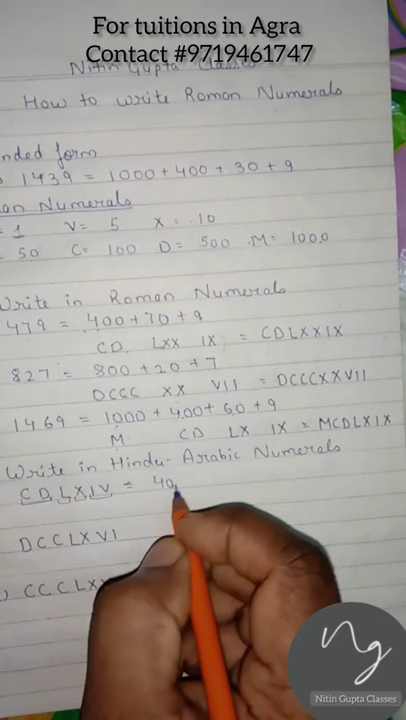 For tuitions in Agra
Contact #9719461747
Nitin Gupta Classes
How to write Roman Numerals
nded form
1439 = 1000+400+30+9
an Numerals
= 1 V= 5 X = 10
50 C= 100 D= 500 M= 1000
Write in Roman Numerals
479 = 400+70+9
CD LXX IX = CDLXXIX
827 = 800+20+7
DCCC XX VII = DCCCXXVII
1469 = 1000+400+60+9
M CD LX IX = MCDLXIX
Write in Hindu-Arabic Numerals
CDLXIV = 40
DCCLXVI
) CCCLX
ng
Nitin Gupta Classes